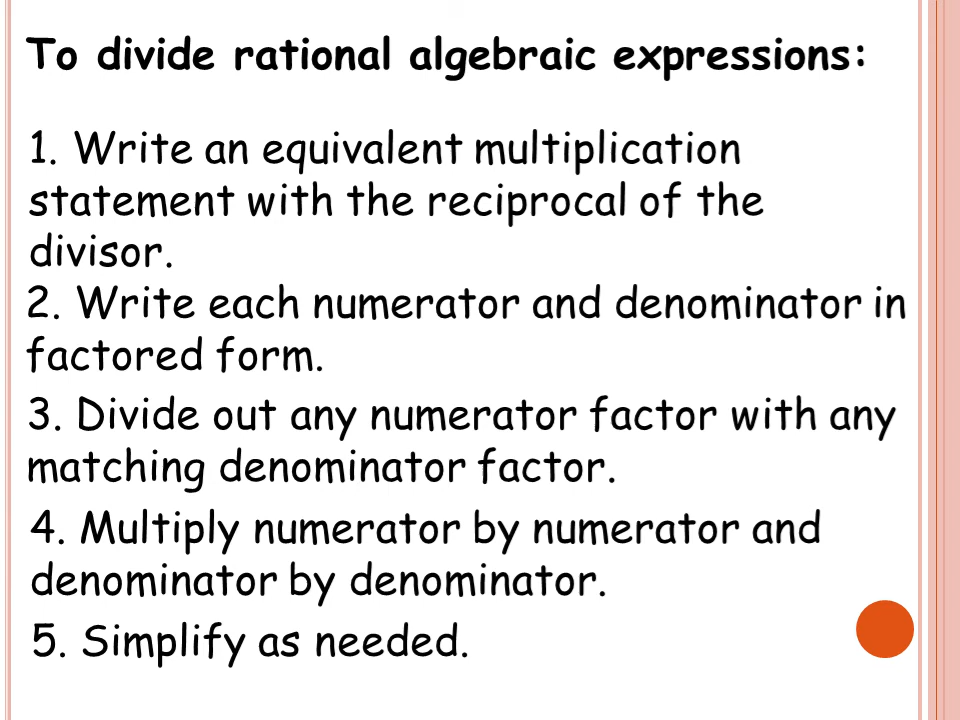 To divide rational algebraic expressions:
1. Write an equivalent multiplication
statement with the reciprocal of the
divisor.
2. Write each numerator and denominator in
factored form.
3. Divide out any numerator factor with any
matching denominator factor.
4. Multiply numerator by numerator and
denominator by denominator.
5. Simplify as needed.